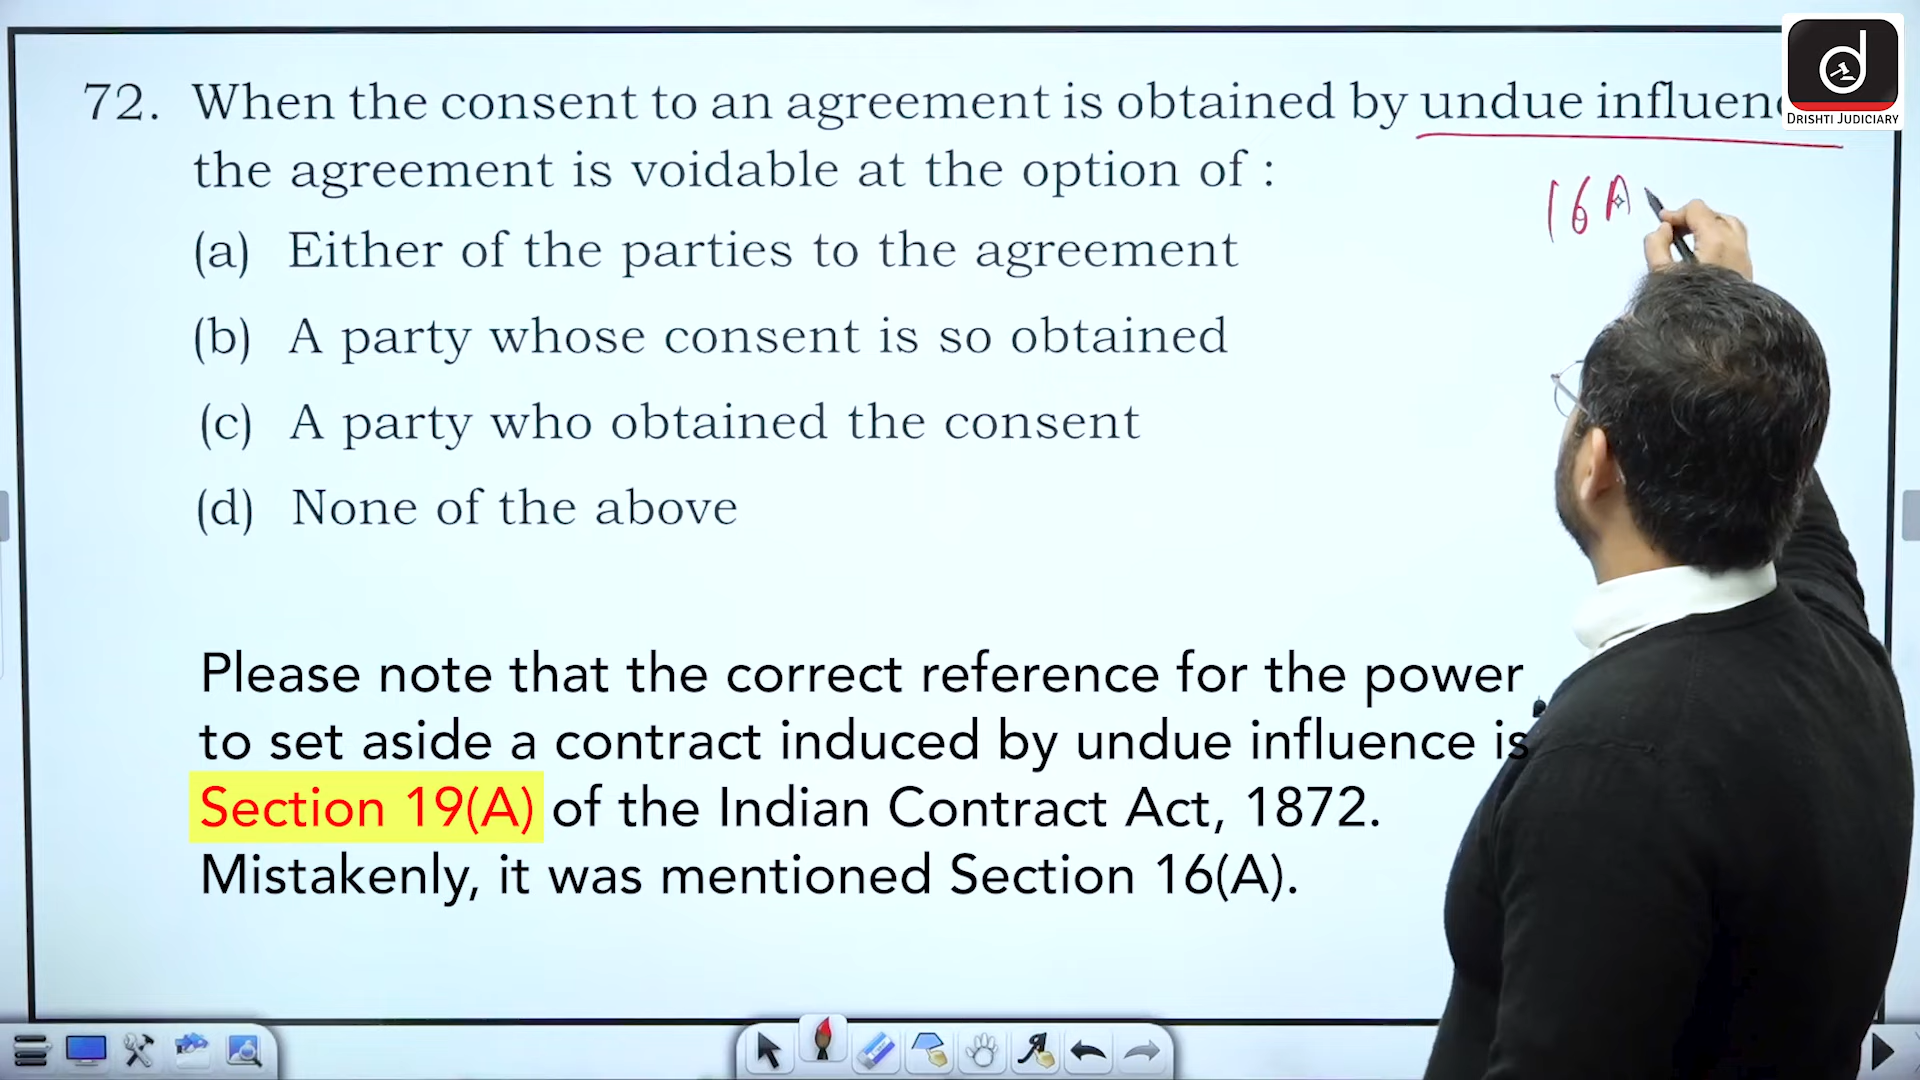 72. When the consent to an agreement is obtained by undue
the agreement is voidable at the option of :
(a) Either of the parties to the agreement
(b) A party whose consent is so obtained
(c) A party who obtained the consent
(d) None of the above
16A
Please note that the correct reference for the power
to set aside a contract induced by undue influence is
Section 19(A) of the Indian Contract Act, 1872.
Mistakenly, it was mentioned Section 16(A).
d
DRISHTI JUDICIARY